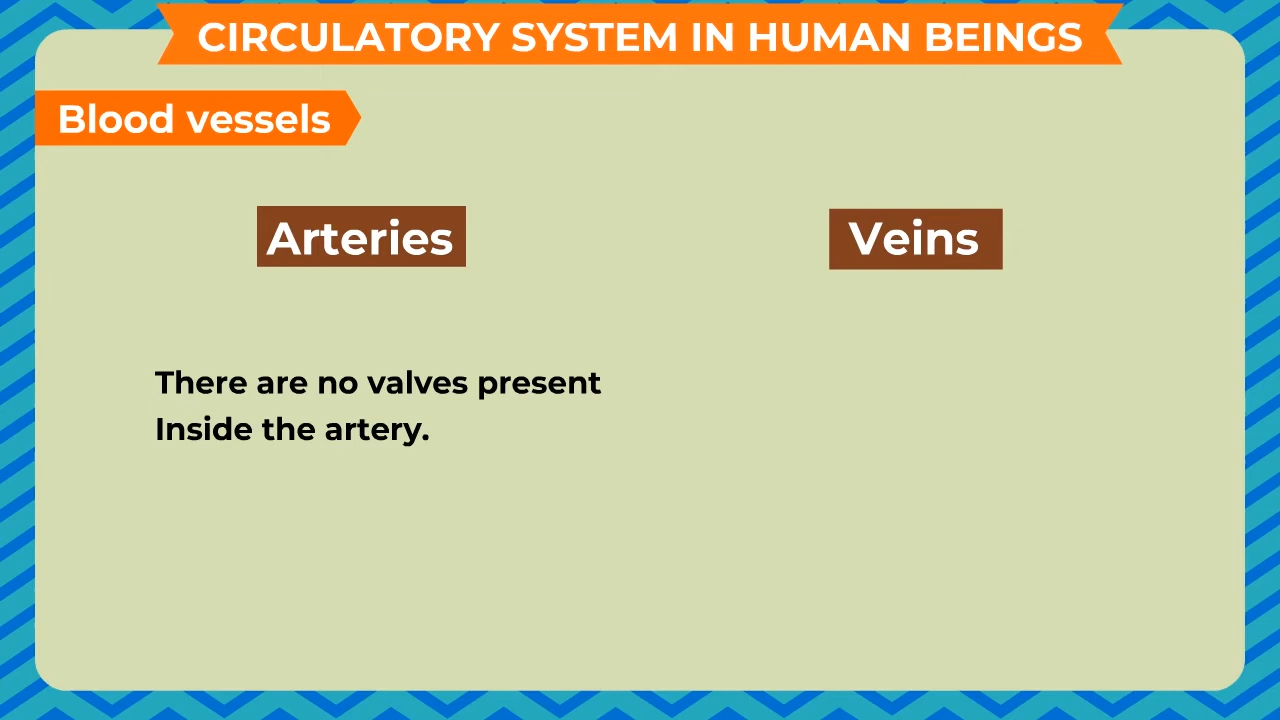 CIRCULATORY SYSTEM IN HUMAN BEINGS
Blood vessels
Arteries
Veins
There are no valves present
Inside the artery.